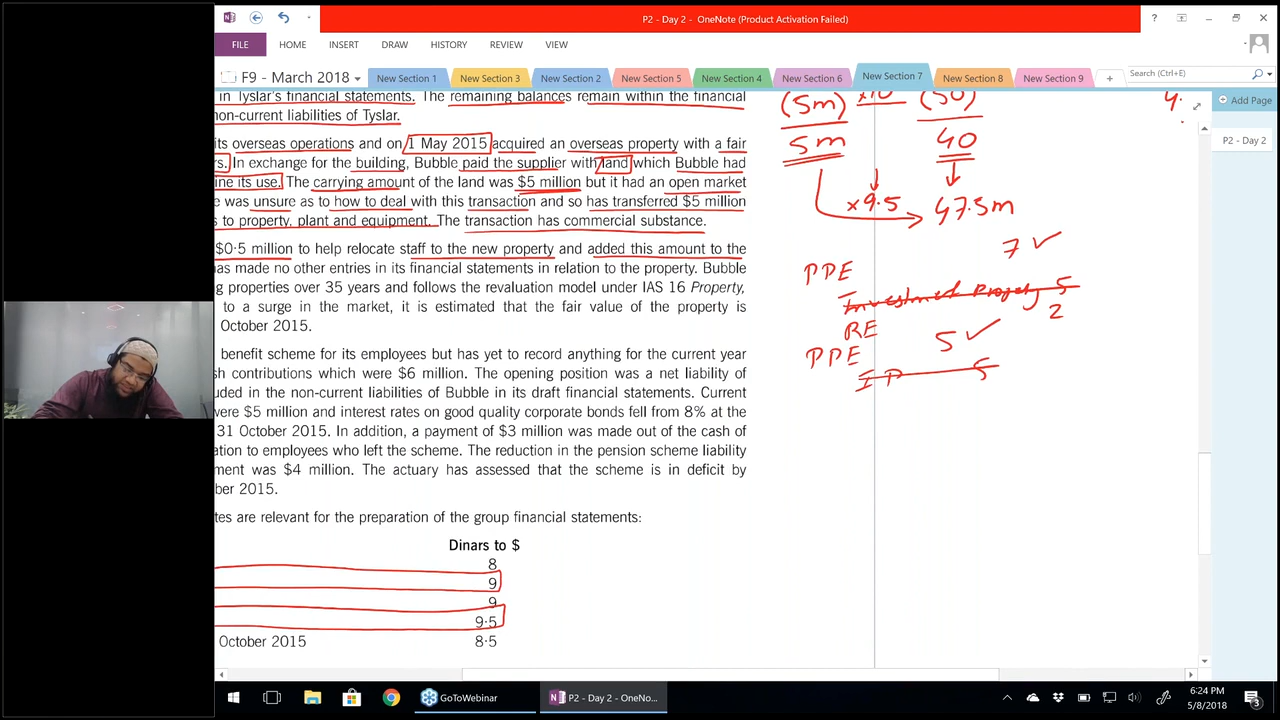 P2 - Day 2 - OneNote (Product Activation Failed)
FILE HOME INSERT DRAW HISTORY REVIEW VIEW
F9 - March 2018 New Section 1 New Section 3 New Section 2 New Section 5 New Section 4 New Section 6 New Section 7 New Section 8 New Section 9 + Search (Ctrl+E)
Add Page
P2 - Day 2
in Tyslar's financial statements. The remaining balances remain within the financial
non-current liabilities of Tyslar.
its overseas operations and on 1 May 2015 acquired an overseas property with a fair
rs. In exchange for the building, Bubble paid the supplier with land which Bubble had
ine its use. The carrying amount of the land was $5 million but it had an open market
e was unsure as to how to deal with this transaction and so has transferred $5 million
s to property, plant and equipment. The transaction has commercial substance.
$0·5 million to help relocate staff to the new property and added this amount to the
as made no other entries in its financial statements in relation to the property. Bubble
g properties over 35 years and follows the revaluation model under IAS 16 Property,
to a surge in the market, it is estimated that the fair value of the property is
October 2015.
benefit scheme for its employees but has yet to record anything for the current year
sh contributions which were $6 million. The opening position was a net liability of
uded in the non-current liabilities of Bubble in its draft financial statements. Current
ere $5 million and interest rates on good quality corporate bonds fell from 8% at the
31 October 2015. In addition, a payment of $3 million was made out of the cash of
ation to employees who left the scheme. The reduction in the pension scheme liability
ment was $4 million. The actuary has assessed that the scheme is in deficit by
ber 2015.
tes are relevant for the preparation of the group financial statements:
Dinars to $
8
9
9
9·5
October 2015 8·5
(5m) x10 (50)
4.
5m 40
x9.5 47.5m
7 ✓
PPE
Investment Property 5
2
RE
PPE 5 ✓
IP 5
GoToWebinar
P2 - Day 2 - OneNo...
6:24 PM
5/8/2018
3